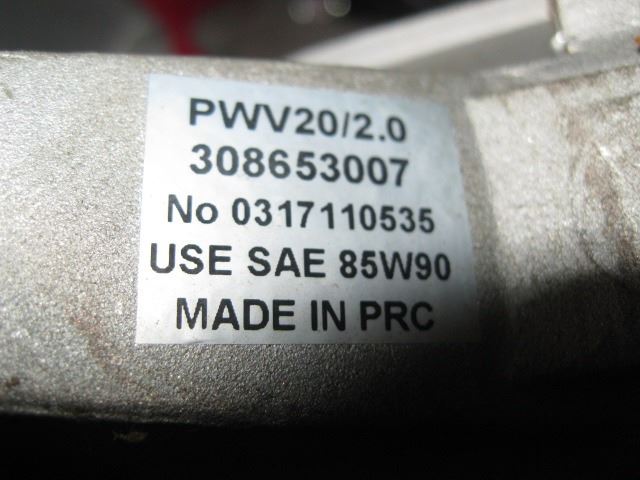 PWV20/2.0
308653007
No 0317110535
USE SAE 85W90
MADE IN PRC